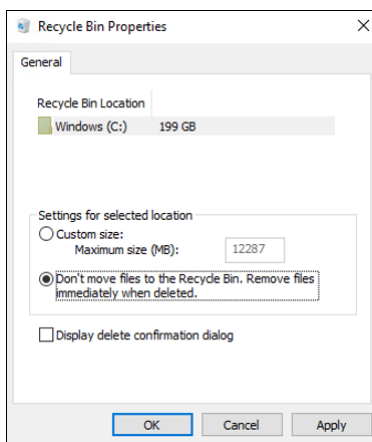 Recycle Bin Properties
General
Recycle Bin Location
Windows (C:) 199 GB
Settings for selected location
Custom size:
Maximum size (MB): 12287
Don't move files to the Recycle Bin. Remove files
immediately when deleted.
Display delete confirmation dialog
OK Cancel Apply